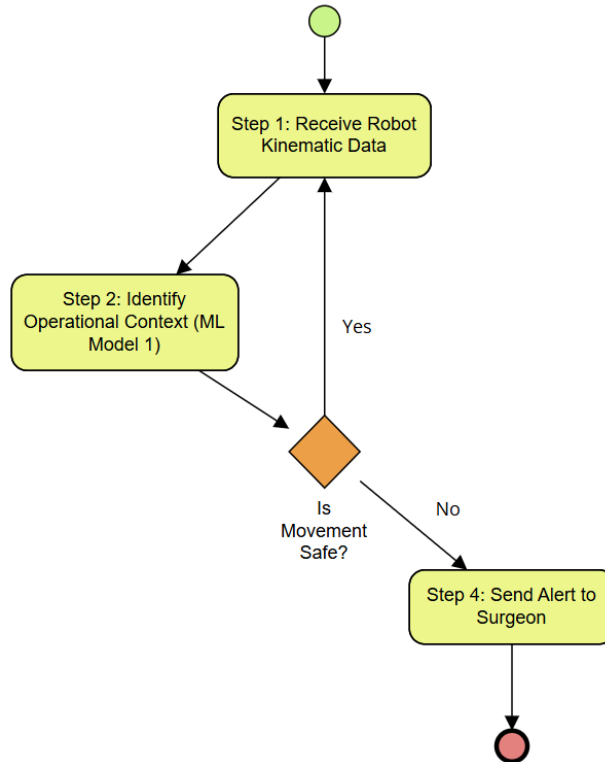 Step 1: Receive Robot
Kinematic Data
Step 2: Identify
Operational Context (ML
Model 1)
Yes
Is
Movement
Safe?
No
Step 4: Send Alert to
Surgeon